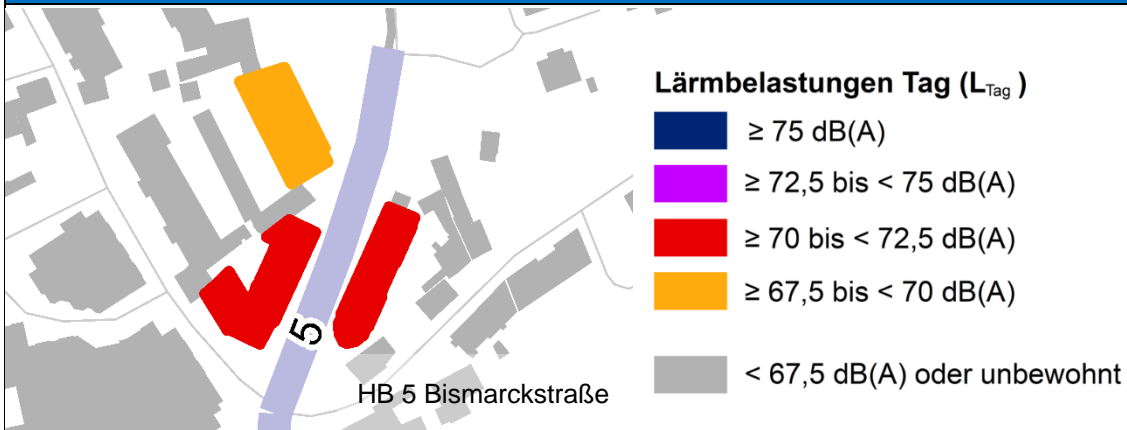 Lärmbelastungen Tag (LTag )
≥ 75 dB(A)
≥ 72,5 bis < 75 dB(A)
≥ 70 bis < 72,5 dB(A)
≥ 67,5 bis < 70 dB(A)
< 67,5 dB(A) oder unbewohnt
5
HB 5 Bismarckstraße